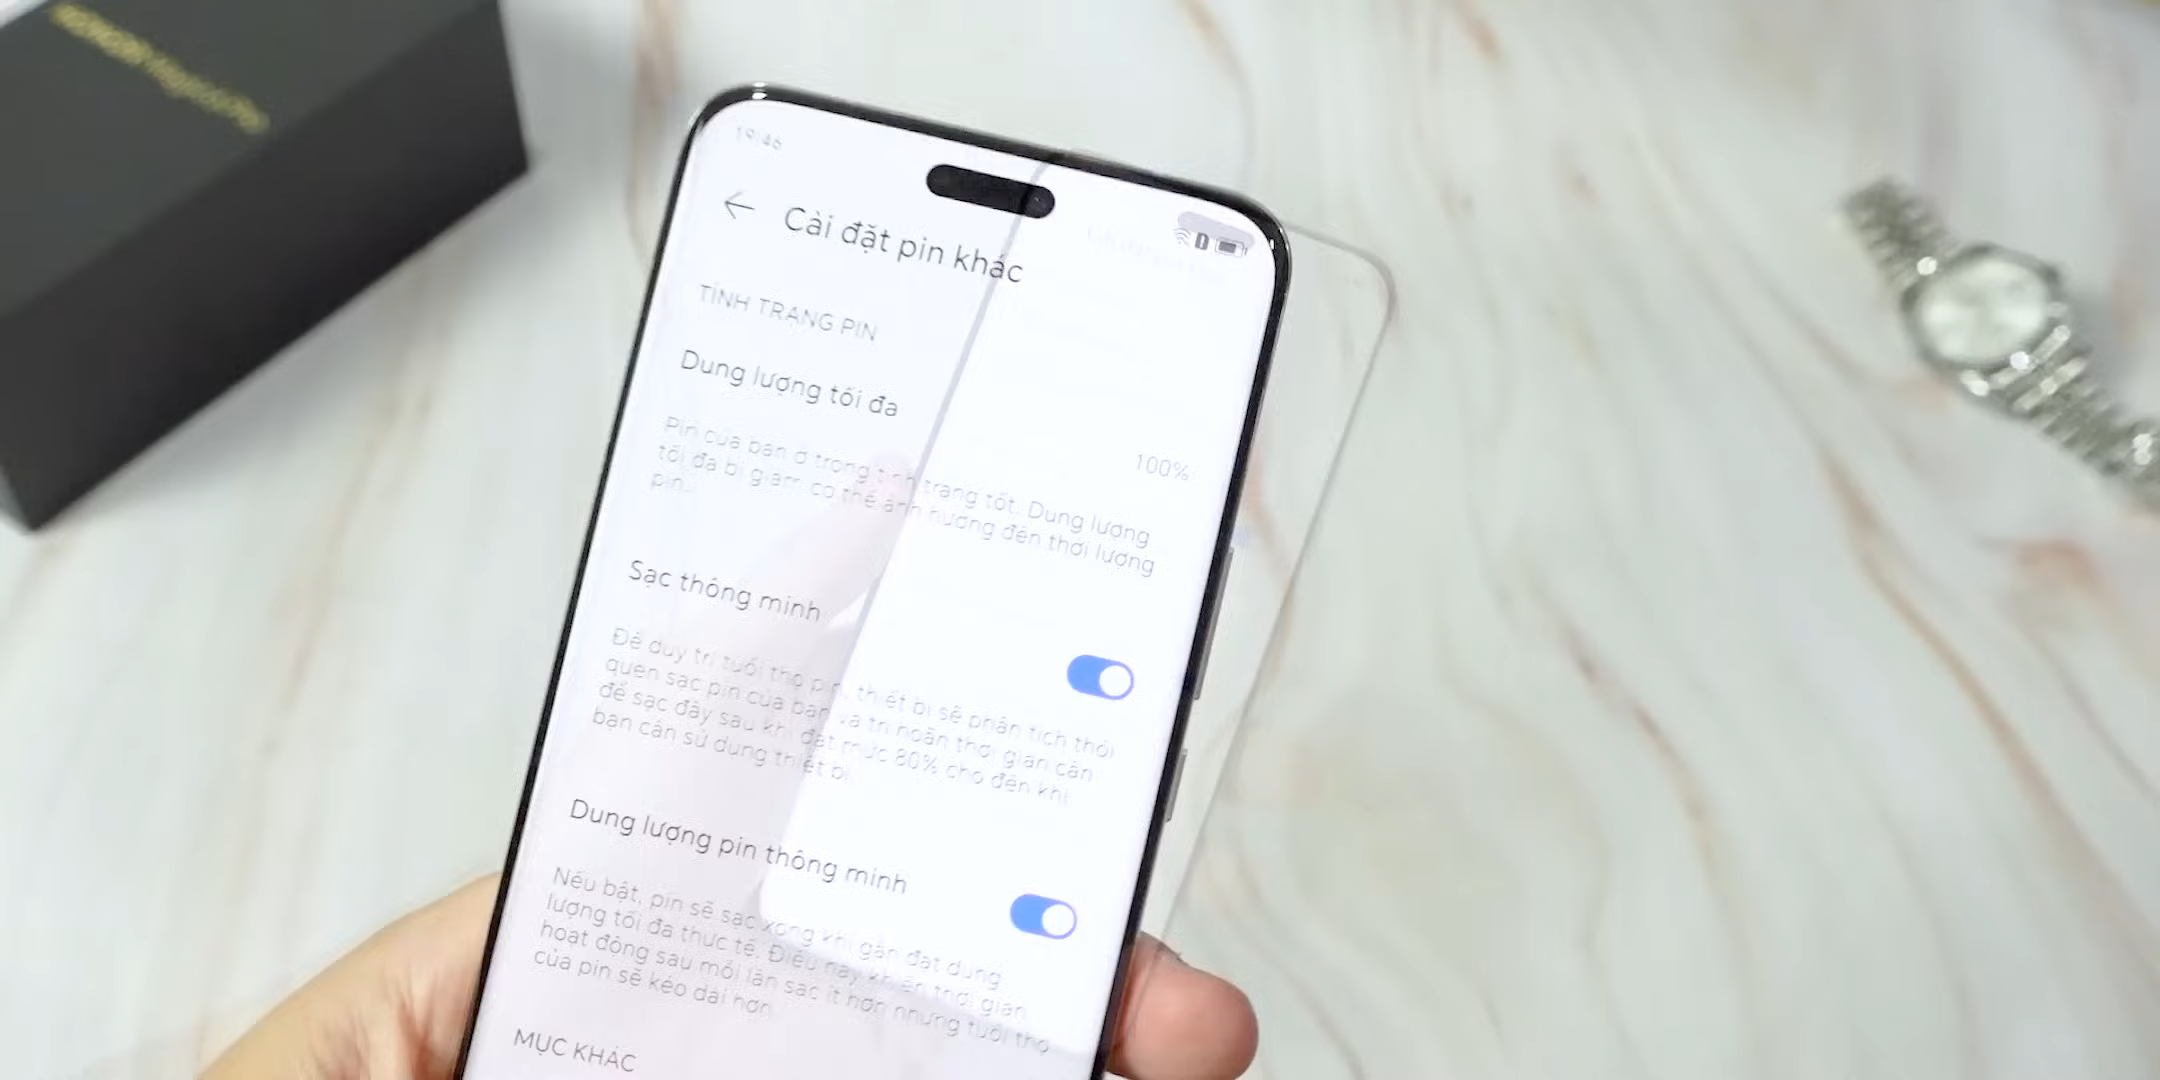 19:46
Cài đặt pin khác
TÌNH TRẠNG PIN
Dung lượng tối đa
100%
Pin của bạn ở trong tình trạng tốt. Dung lượng
tối đa bị giảm có thể ảnh hưởng đến thời lượng
pin.
Sạc thông minh
Để duy trì tuổi thọ pin, thiết bị sẽ phân tích thói
quen sạc pin của bạn và trì hoãn thời gian cần
để sạc đầy sau khi đạt mức 80% cho đến khi
bạn cần sử dụng thiết bị.
Dung lượng pin thông minh
Nếu bật, pin sẽ sạc xong khi gần đạt dung
lượng tối đa thực tế. Điều này khiến thời gian
hoạt động sau mỗi lần sạc ít hơn nhưng tuổi thọ
của pin sẽ kéo dài hơn.
MỤC KHÁC